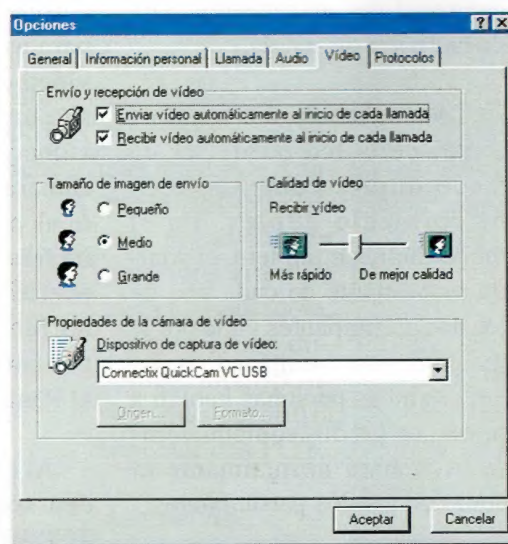 Opciones
General Información personal Llamada Audio Vídeo Protocolos
Envío y recepción de vídeo
Enviar vídeo automáticamente al inicio de cada llamada
Recibir vídeo automáticamente al inicio de cada llamada
Tamaño de imagen de envío
Pequeño
Medio
Grande
Calidad de vídeo
Recibir vídeo
Más rápido De mejor calidad
Propiedades de la cámara de vídeo
Dispositivo de captura de vídeo:
Connectix QuickCam VC USB
Origen... Formato...
Aceptar Cancelar